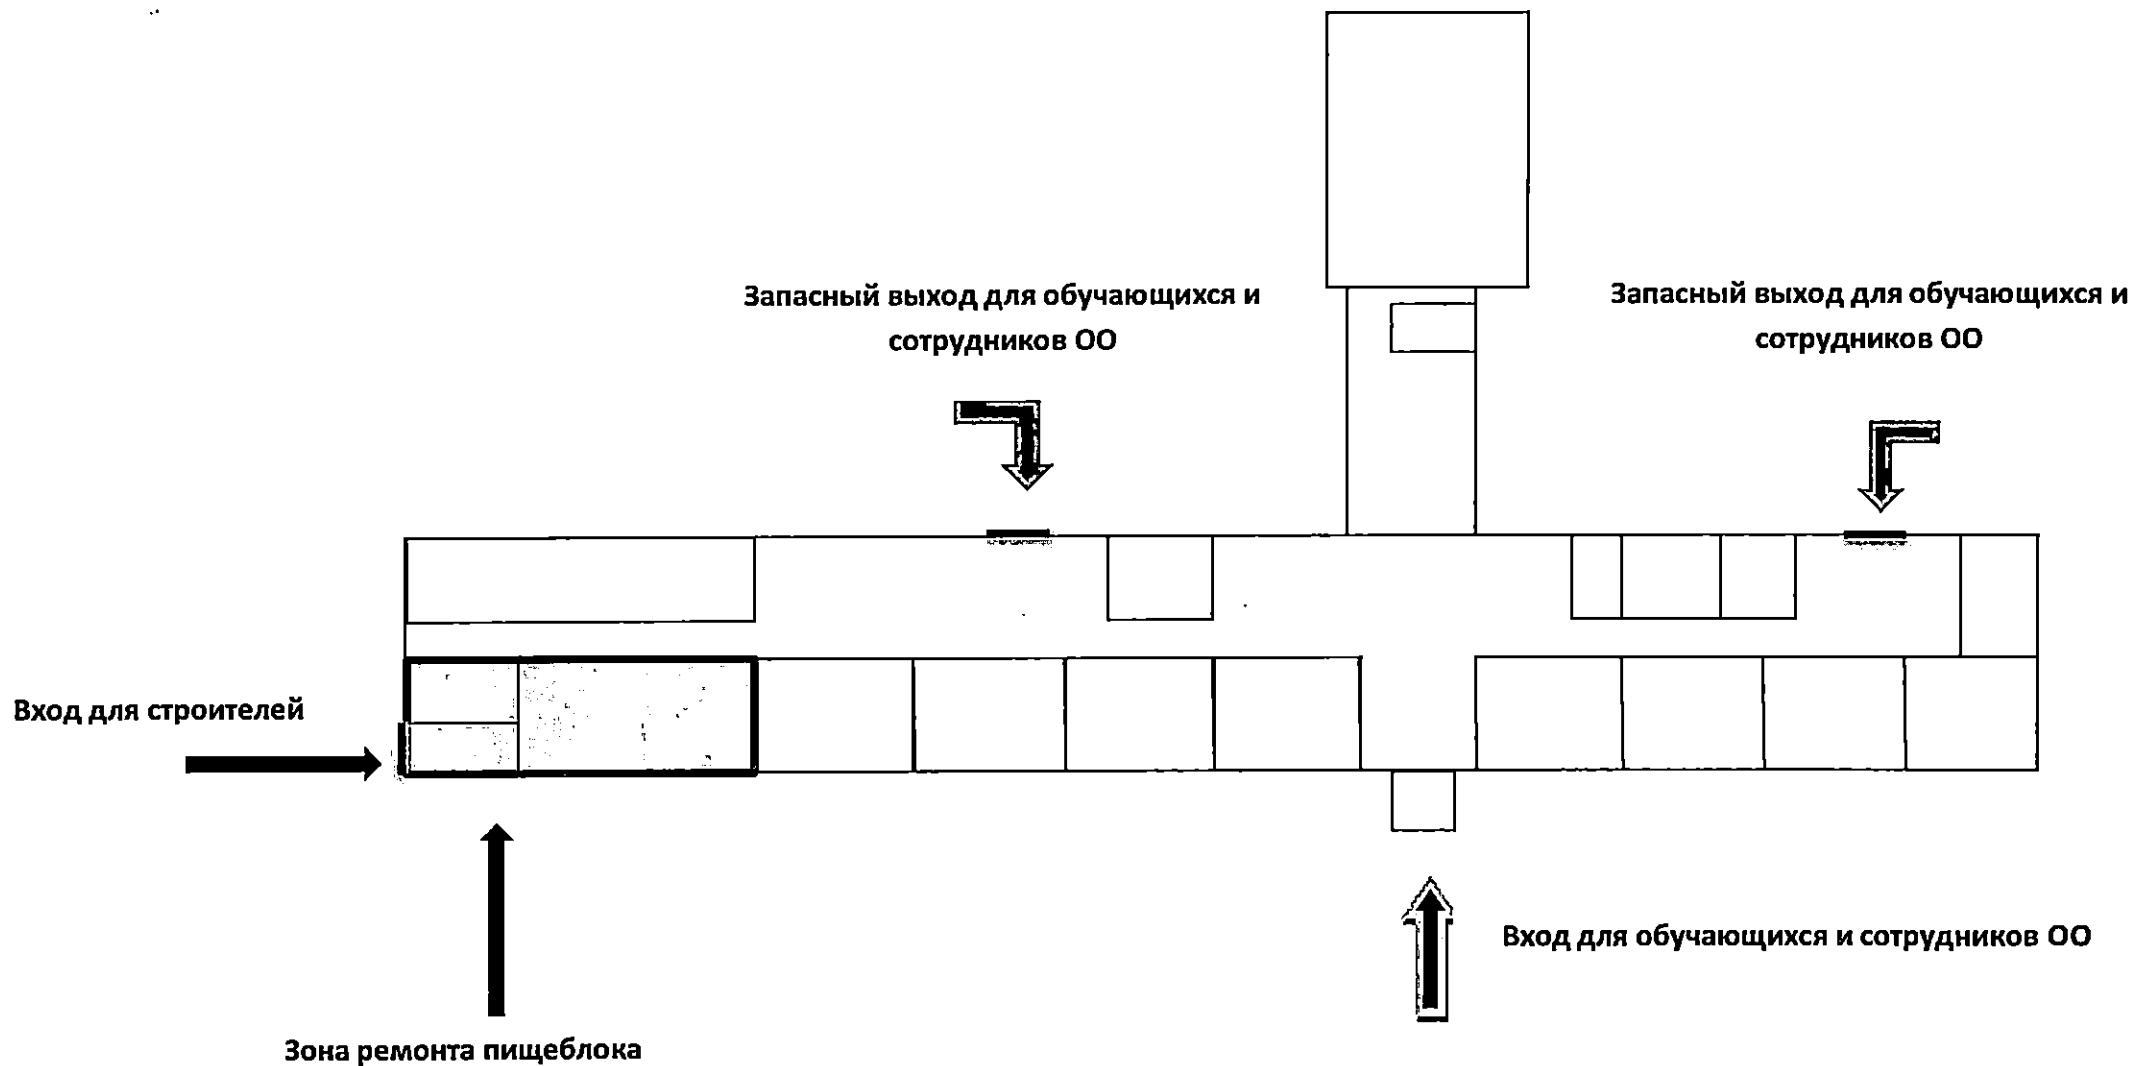 Запасный выход для обучающихся и
сотрудников ОО
Запасный выход для обучающихся и
сотрудников ОО
Вход для строителей
Вход для обучающихся и сотрудников ОО
Зона ремонта пищеблока